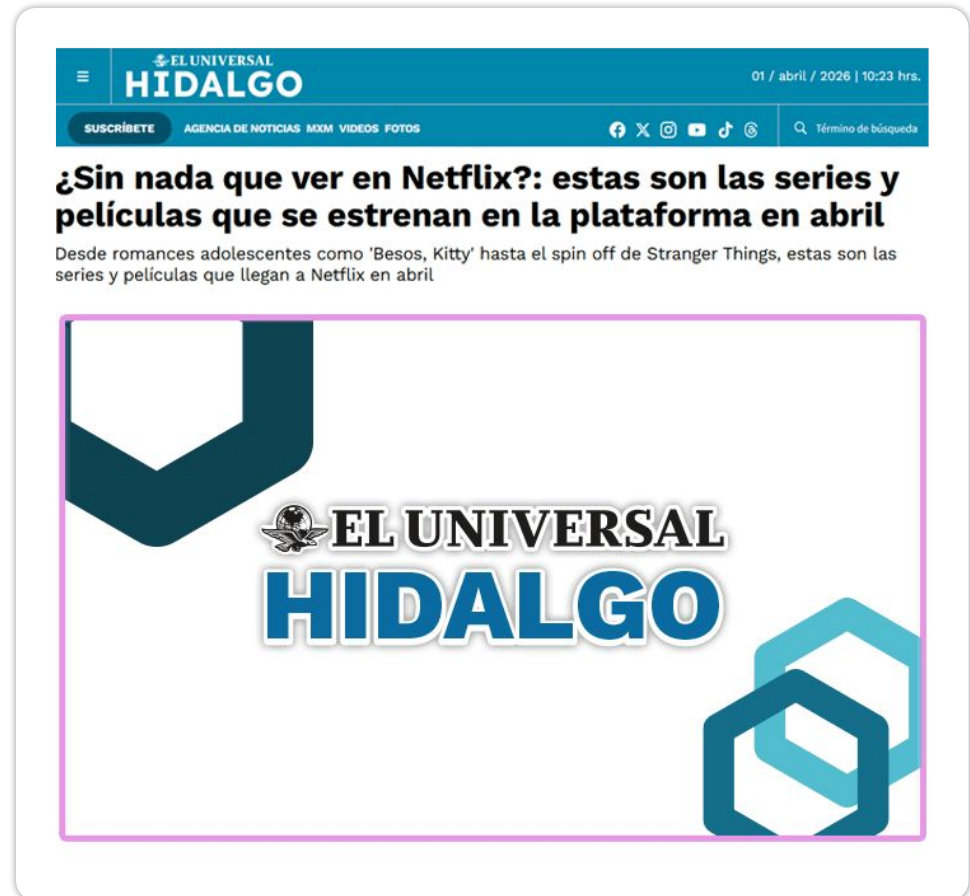 EL UNIVERSAL
HIDALGO
01 / abril / 2026 | 10:23 hrs.
SUSCRÍBETE AGENCIA DE NOTICIAS MXM VIDEOS FOTOS Término de búsqueda
¿Sin nada que ver en Netflix?: estas son las series y
películas que se estrenan en la plataforma en abril
Desde romances adolescentes como 'Besos, Kitty' hasta el spin off de Stranger Things, estas son las
series y películas que llegan a Netflix en abril
EL UNIVERSAL
HIDALGO